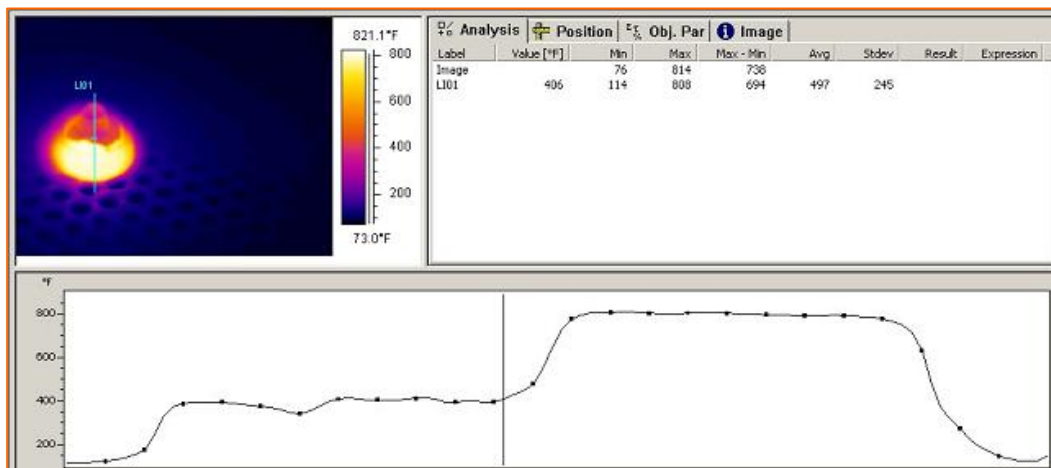 821.1°F
800
600
400
200
73.0°F
LI01
Analysis Position Obj. Par Image
Label Value [°F] Min Max Max - Min Avg Stdev Result Expression
Image 76 814 738
LI01 406 114 808 694 497 245
°F
800
600
400
200